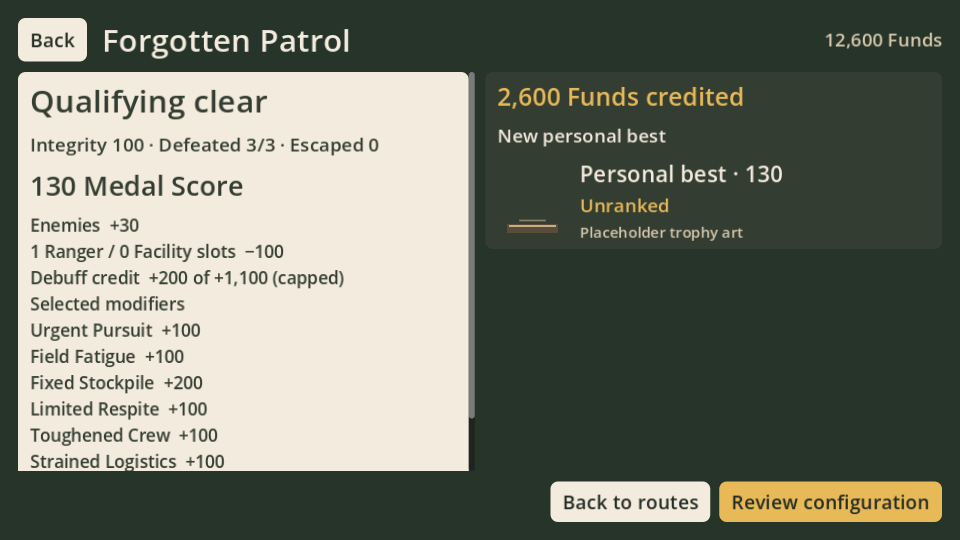 Back
Forgotten Patrol
12,600 Funds
Qualifying clear
Integrity 100 · Defeated 3/3 · Escaped 0
130 Medal Score
Enemies +30
1 Ranger / 0 Facility slots −100
Debuff credit +200 of +1,100 (capped)
Selected modifiers
Urgent Pursuit +100
Field Fatigue +100
Fixed Stockpile +200
Limited Respite +100
Toughened Crew +100
Strained Logistics +100
2,600 Funds credited
New personal best
Personal best · 130
Unranked
Placeholder trophy art
Back to routes
Review configuration